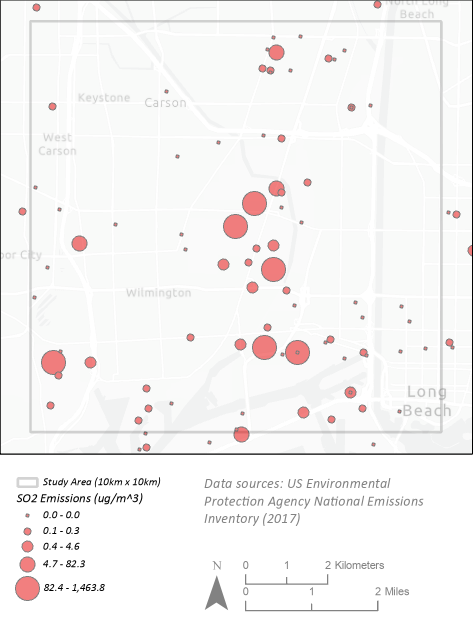 North Long
Beach
Keystone
Carson
West
Carson
bor City
Wilmington
Long
Beach
Study Area (10km x 10km)
SO2 Emissions (ug/m^3)
0.0 - 0.0
0.1 - 0.3
0.4 - 4.6
4.7 - 82.3
82.4 - 1,463.8
Data sources: US Environmental
Protection Agency National Emissions
Inventory (2017)
N
0 1 2 Kilometers
0 1 2 Miles